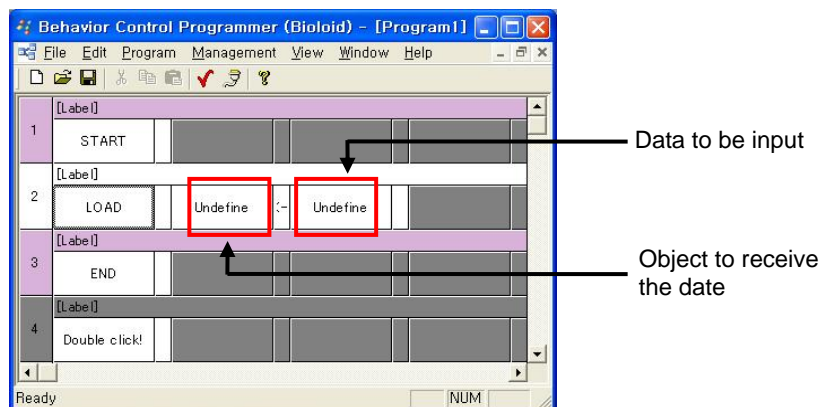 Behavior Control Programmer (Bioloid) - [Program1]
File Edit Program Management View Window Help
[Label]
1
START
Data to be input
[Label]
2
LOAD
Undefine
<-
Undefine
[Label]
3
END
Object to receive
the date
[Label]
4
Double click!
Ready
NUM